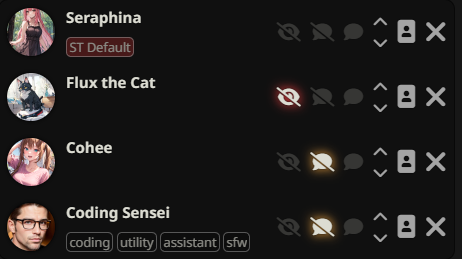 Seraphina
ST Default
Flux the Cat
Cohee
Coding Sensei
coding utility assistant sfw